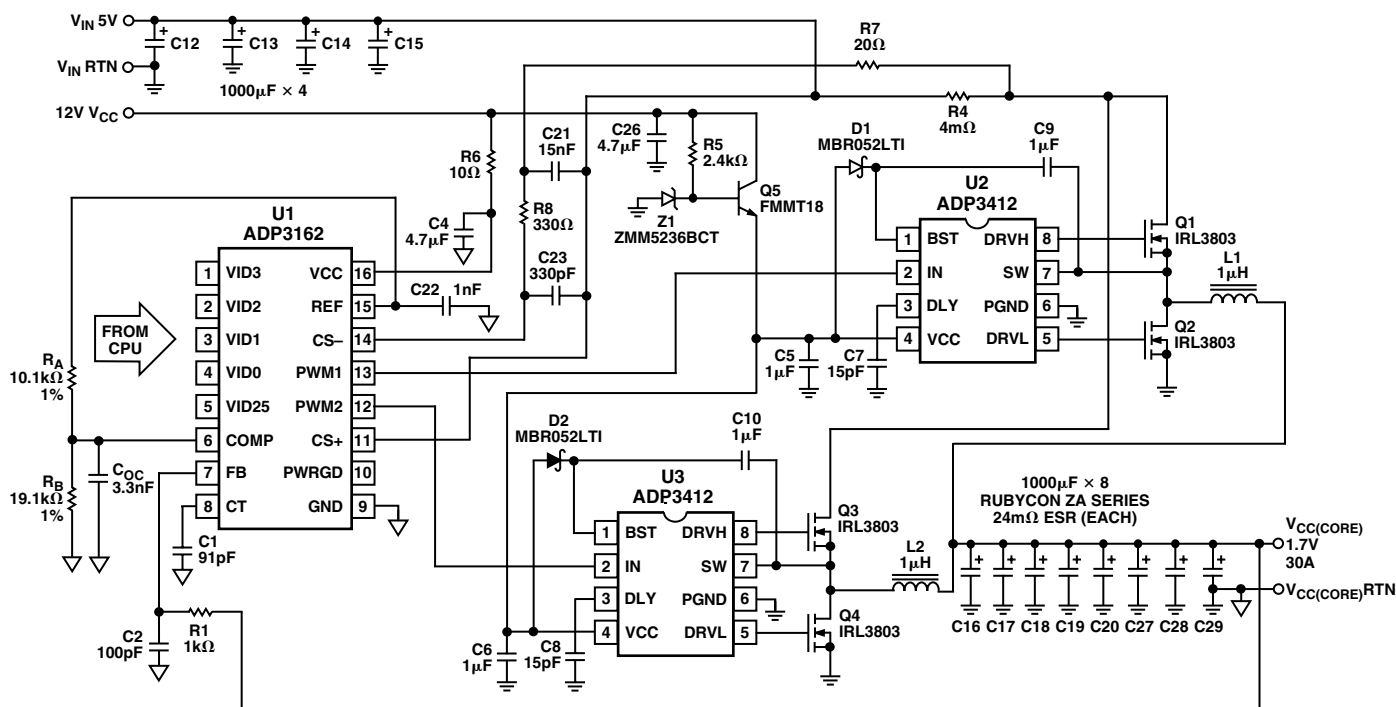 V_IN 5V
+ C12
+ C13
+ C14
+ C15
V_IN RTN
1000μF × 4
12V V_CC
R7
20Ω
R4
4mΩ
R6
10Ω
C21
15nF
C26
4.7μF
R5
2.4kΩ
D1
MBR052LTI
C9
1μF
Q5
FMMT18
Z1
ZMM5236BCT
R8
330Ω
C23
330pF
C4
4.7μF
C22 1nF
U1
ADP3162
1 VID3 VCC 16
2 VID2 REF 15
3 VID1 CS– 14
4 VID0 PWM1 13
5 VID25 PWM2 12
6 COMP CS+ 11
7 FB PWRGD 10
8 CT GND 9
FROM
CPU
R_A
10.1kΩ
1%
R_B
19.1kΩ
1%
C_OC
3.3nF
C1
91pF
C2
100pF
R1
1kΩ
U2
ADP3412
1 BST DRVH 8
2 IN SW 7
3 DLY PGND 6
4 VCC DRVL 5
Q1
IRL3803
L1
1μH
Q2
IRL3803
C5
1μF
C7
15pF
D2
MBR052LTI
C10
1μF
U3
ADP3412
1 BST DRVH 8
2 IN SW 7
3 DLY PGND 6
4 VCC DRVL 5
Q3
IRL3803
L2
1μH
Q4
IRL3803
C6
1μF
C8
15pF
1000μF × 8
RUBYCON ZA SERIES
24mΩ ESR (EACH)
V_CC(CORE)
1.7V
30A
V_CC(CORE)RTN
+ + + + + + + +
C16 C17 C18 C19 C20 C27 C28 C29